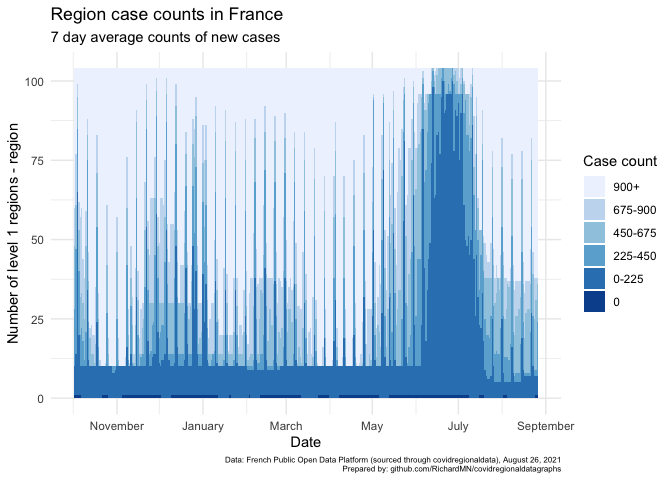 Region case counts in France
7 day average counts of new cases
Number of level 1 regions - region
100
75
50
25
0
November
January
March
May
July
September
Date
Case count
900+
675-900
450-675
225-450
0-225
0
Data: French Public Open Data Platform (sourced through covidregionaldata), August 26, 2021
Prepared by: github.com/RichardMN/covidregionaldatagraphs